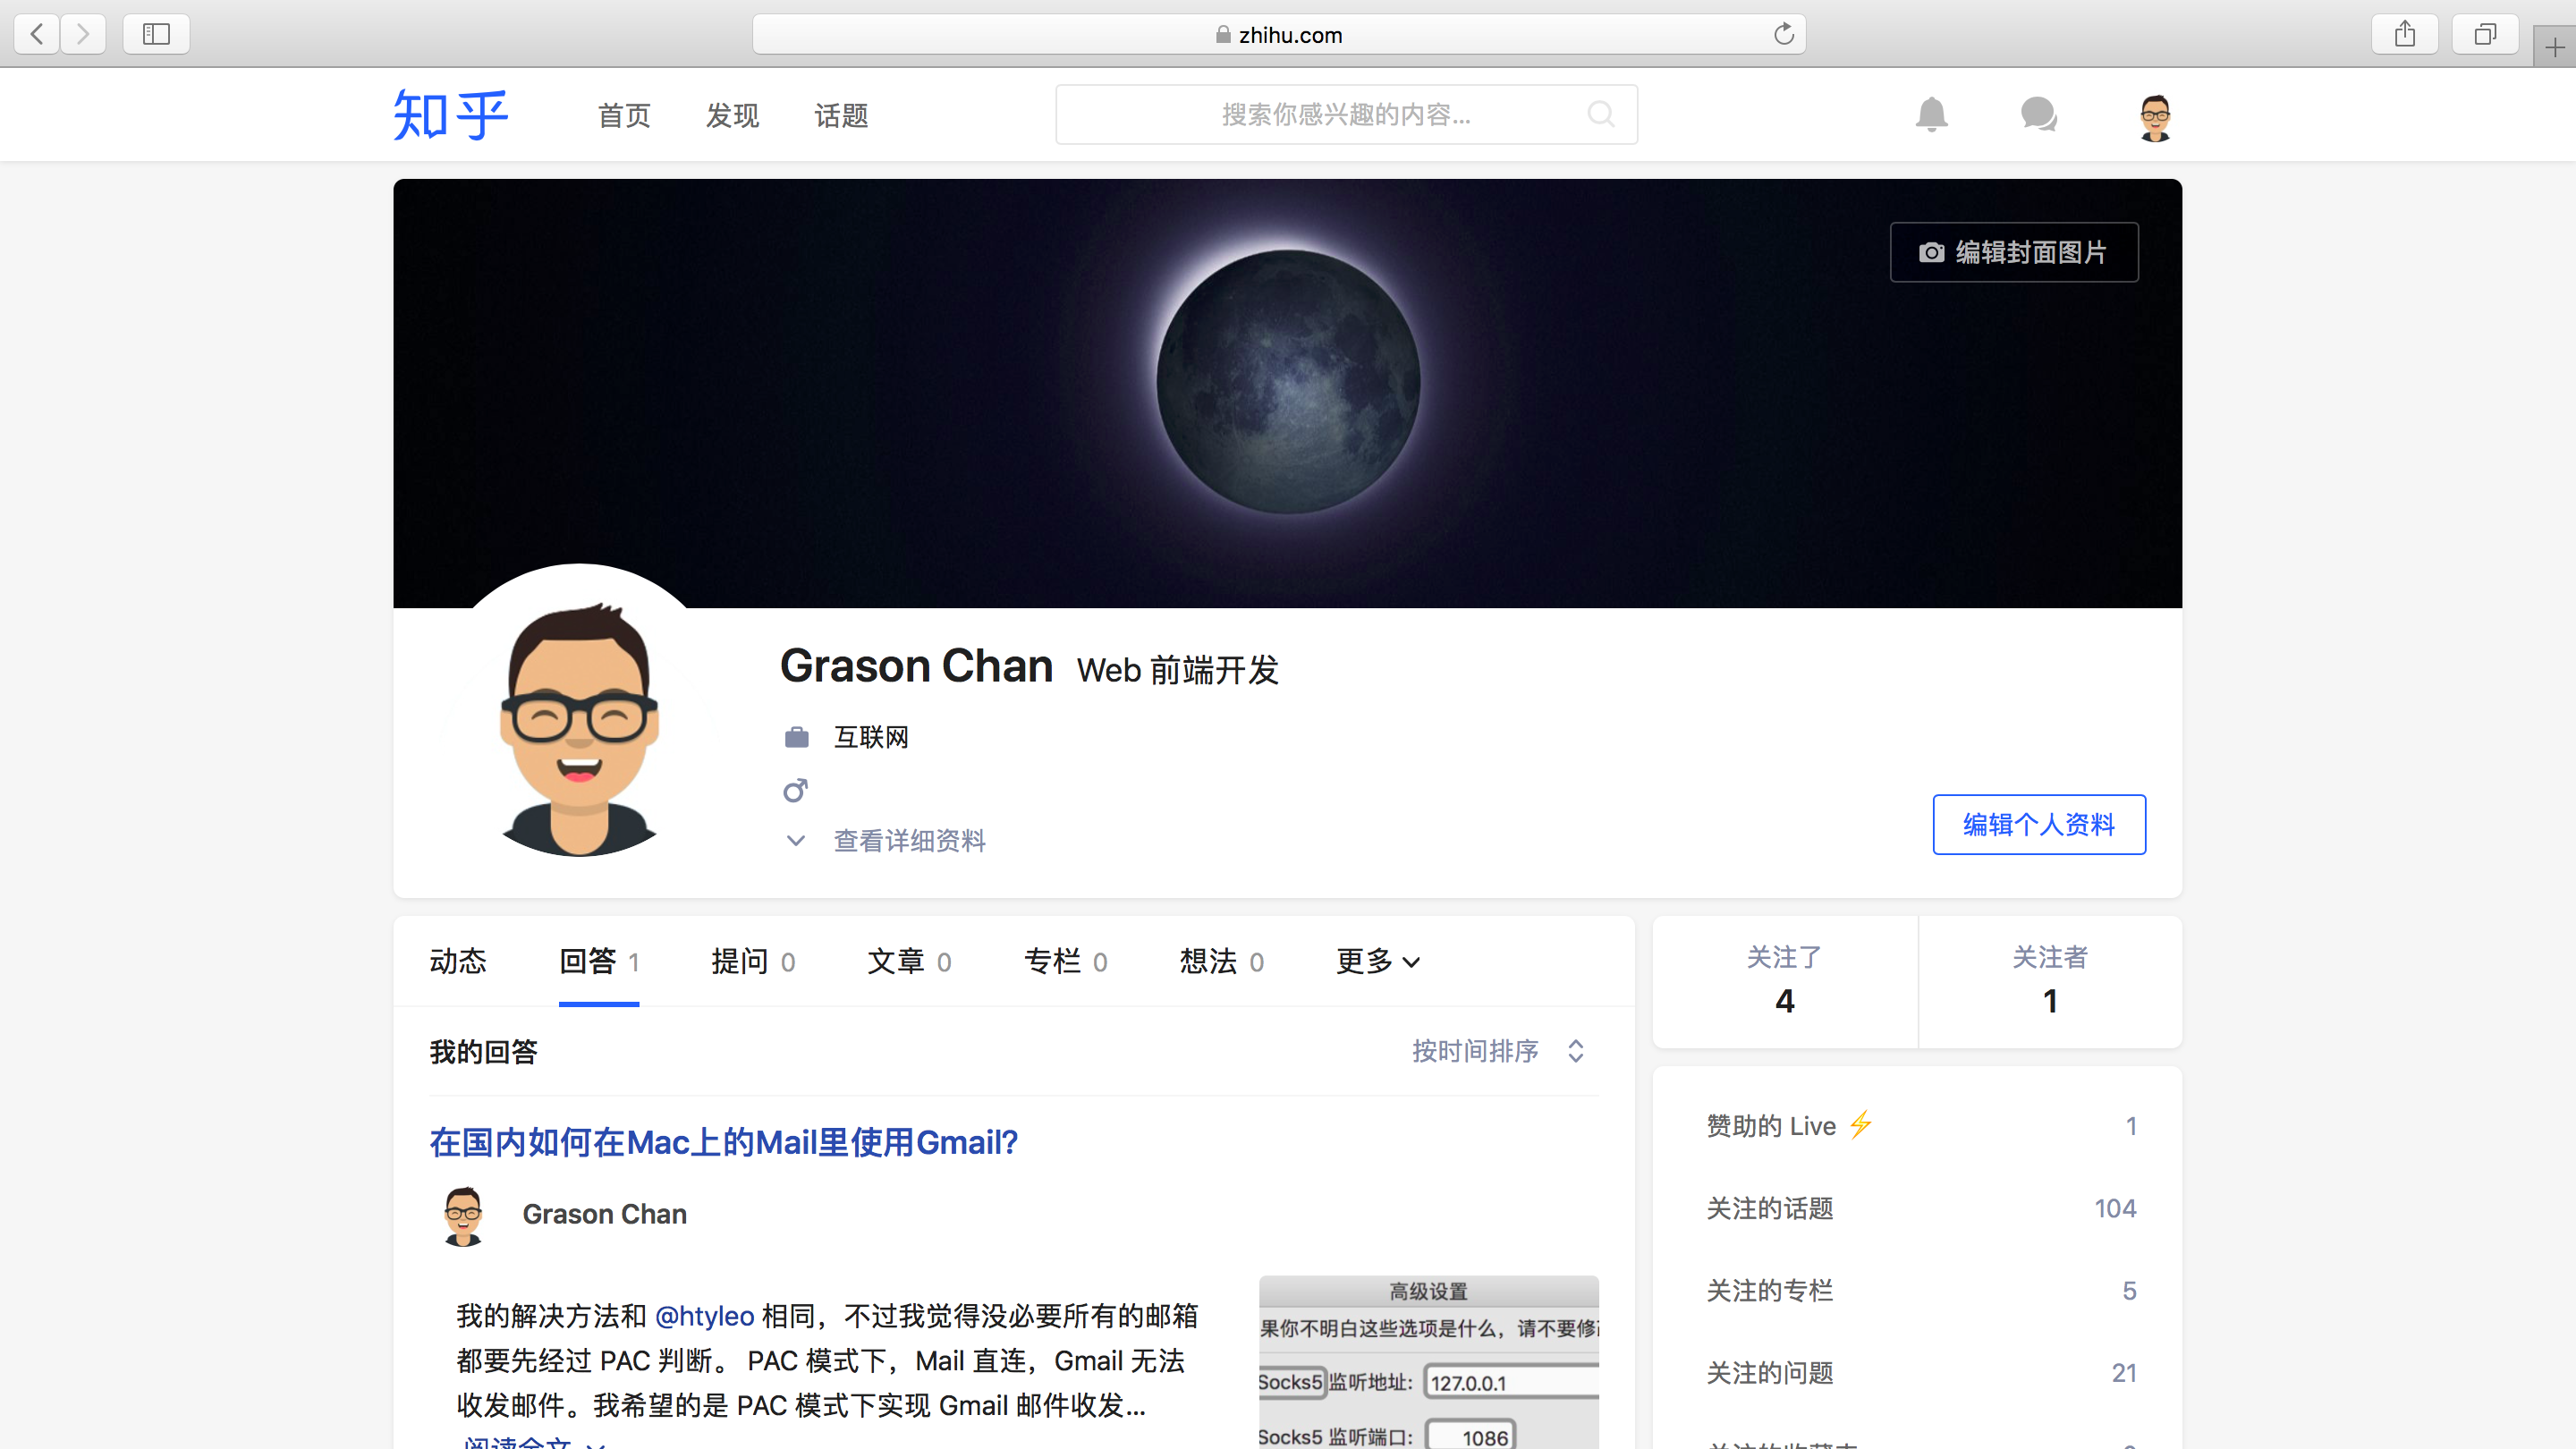 zhihu.com
知乎
首页 发现 话题
搜索你感兴趣的内容...
编辑封面图片
Grason Chan Web 前端开发
互联网
查看详细资料
编辑个人资料
动态 回答 1 提问 0 文章 0 专栏 0 想法 0 更多
我的回答
按时间排序
在国内如何在Mac上的Mail里使用Gmail?
Grason Chan
我的解决方法和 @htyleo 相同，不过我觉得没必要所有的邮箱
都要先经过 PAC 判断。 PAC 模式下，Mail 直连，Gmail 无法
收发邮件。我希望的是 PAC 模式下实现 Gmail 邮件收发...
阅读全文
高级设置
果你不明白这些选项是什么，请不要修
Socks5 监听地址: 127.0.0.1
Socks5 监听端口: 1086
关注了
4
关注者
1
赞助的 Live ⚡ 1
关注的话题 104
关注的专栏 5
关注的问题 21
关注的收藏夹